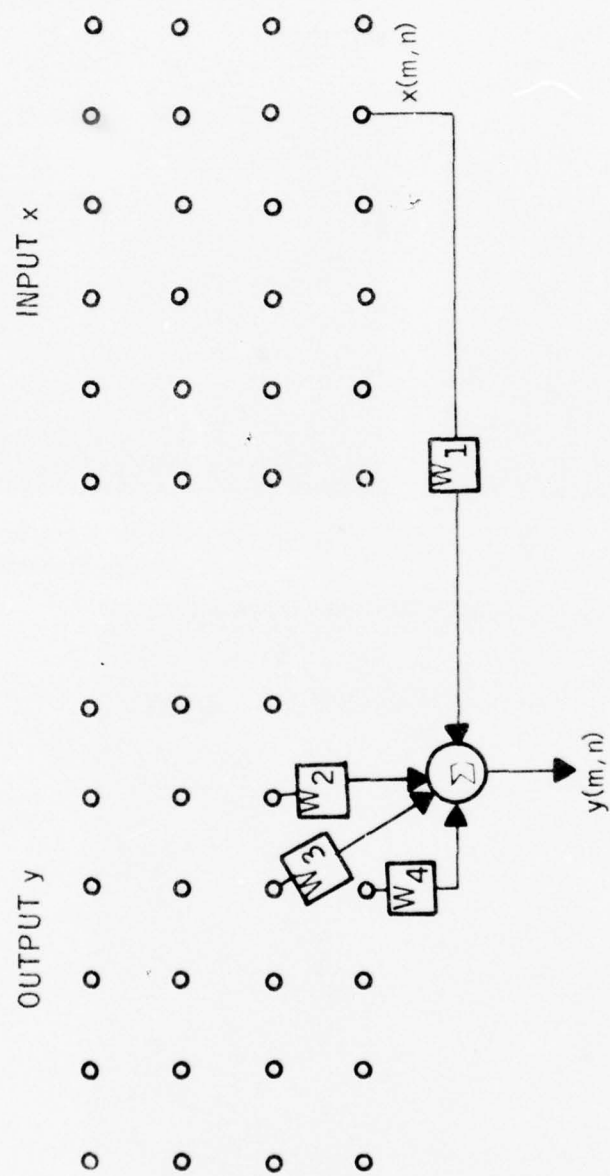 OUTPUT y
INPUT x
x(m,n)
W2
W3
W4
W1
Σ
y(m,n)